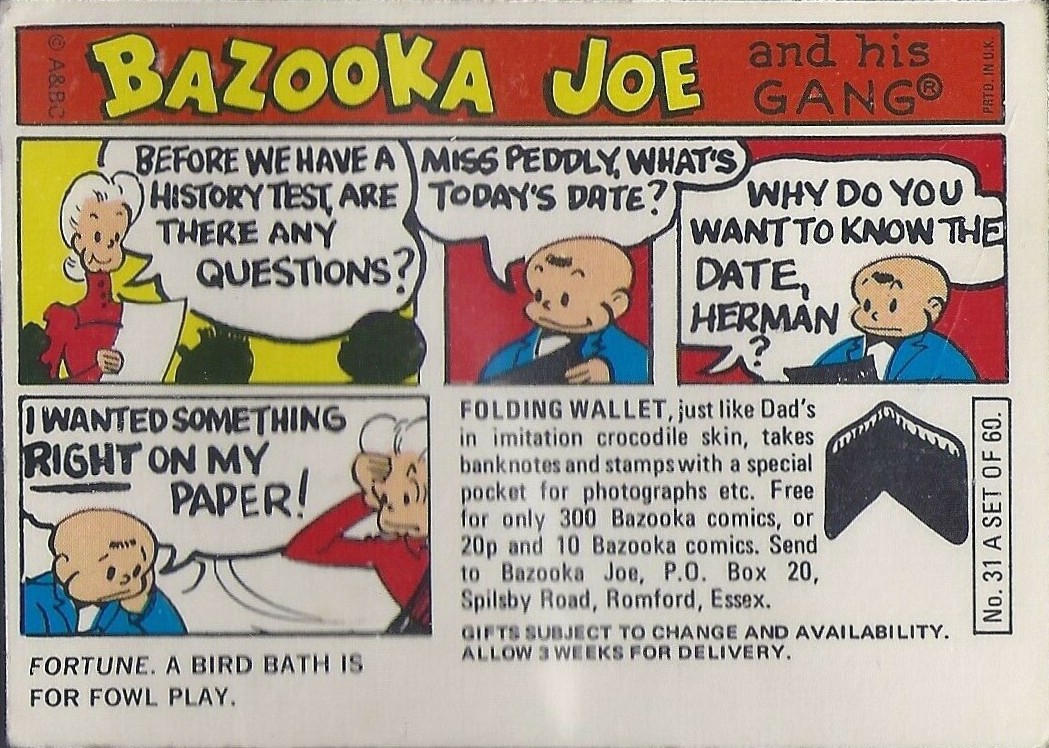 © A&BC
BAZOOKA JOE
and his
GANG®
PRTD. IN U.K.
BEFORE WE HAVE A
HISTORY TEST, ARE
THERE ANY
QUESTIONS?
MISS PEDDLY, WHAT'S
TODAY'S DATE?
WHY DO YOU
WANT TO KNOW THE
DATE,
HERMAN
?
I WANTED SOMETHING
RIGHT ON MY
PAPER!
FOLDING WALLET, just like Dad's
in imitation crocodile skin, takes
banknotes and stamps with a special
pocket for photographs etc. Free
for only 300 Bazooka comics, or
20p and 10 Bazooka comics. Send
to Bazooka Joe, P.O. Box 20,
Spilsby Road, Romford, Essex.
GIFTS SUBJECT TO CHANGE AND AVAILABILITY.
ALLOW 3 WEEKS FOR DELIVERY.
No. 31 A SET OF 60.
FORTUNE. A BIRD BATH IS
FOR FOWL PLAY.